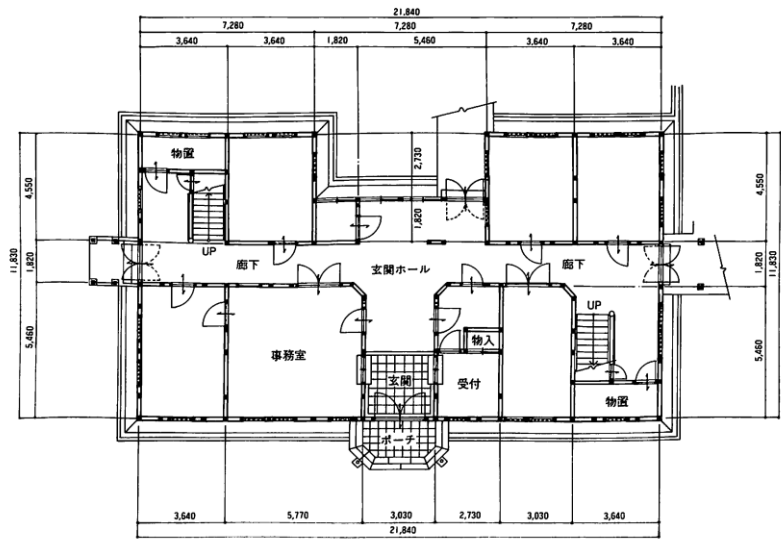 21,840
7,280 7,280 7,280
3,640 3,640 1,820 5,460 3,640 3,640
物置
2,730
4,550 4,550
1,820
UP
廊下 玄関ホール 廊下
11,830 1,820 1,820 11,830
UP
物入
事務室 玄関 受付
5,460 5,460
物置
ポーチ
3,640 5,770 3,030 2,730 3,030 3,640
21,840